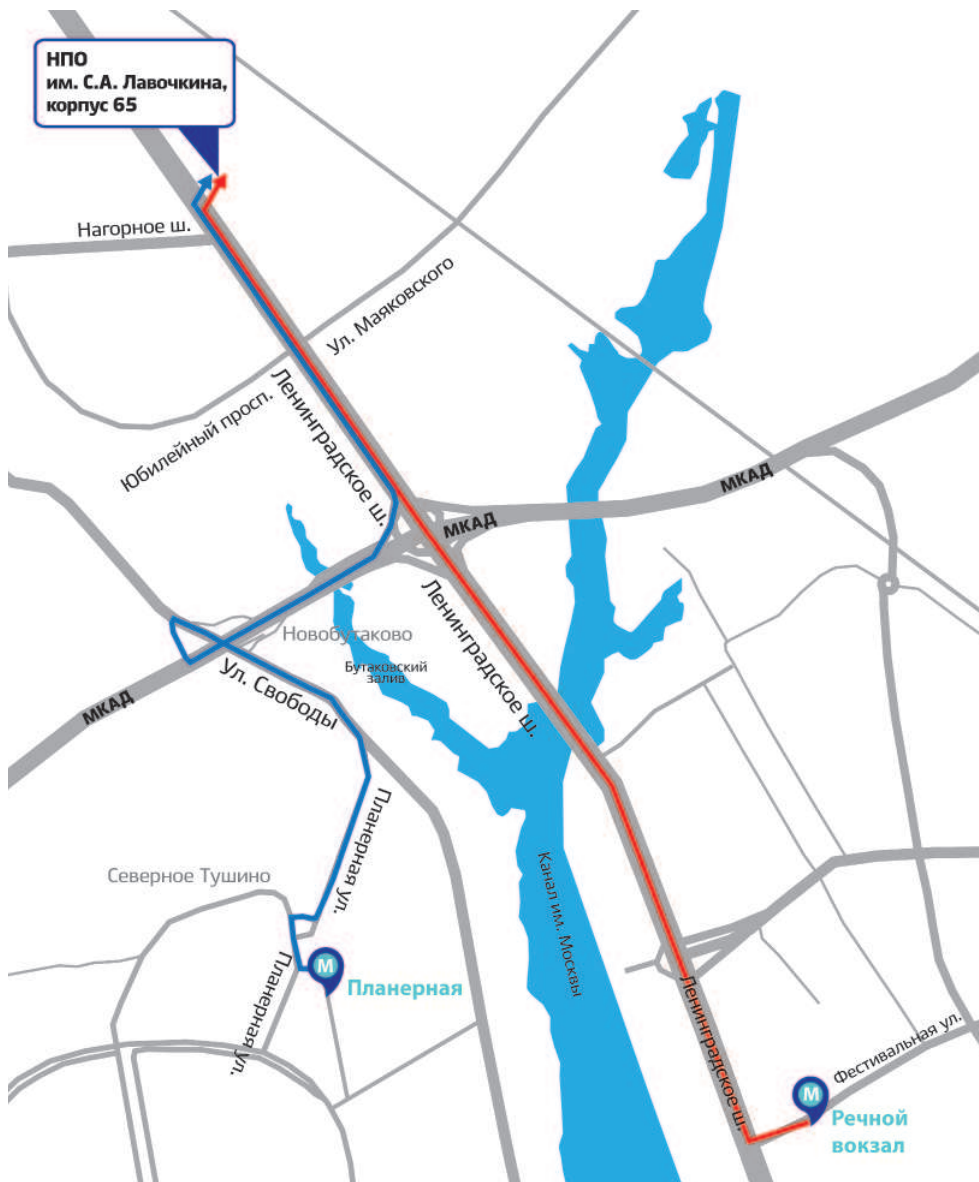 НПО
им. С.А. Лавочкина,
корпус 65
Нагорное ш.
Ул. Маяковского
Юбилейный просп.
Ленинградское ш.
МКАД
МКАД
Новобутаково
Бутаковский
залив
Ул. Свободы
МКАД
Ленинградское ш.
Планерная ул.
Северное Тушино
Канал им. Москвы
М
Планерная
Планерная ул.
Ленинградское ш.
Фестивальная ул.
М
Речной
вокзал